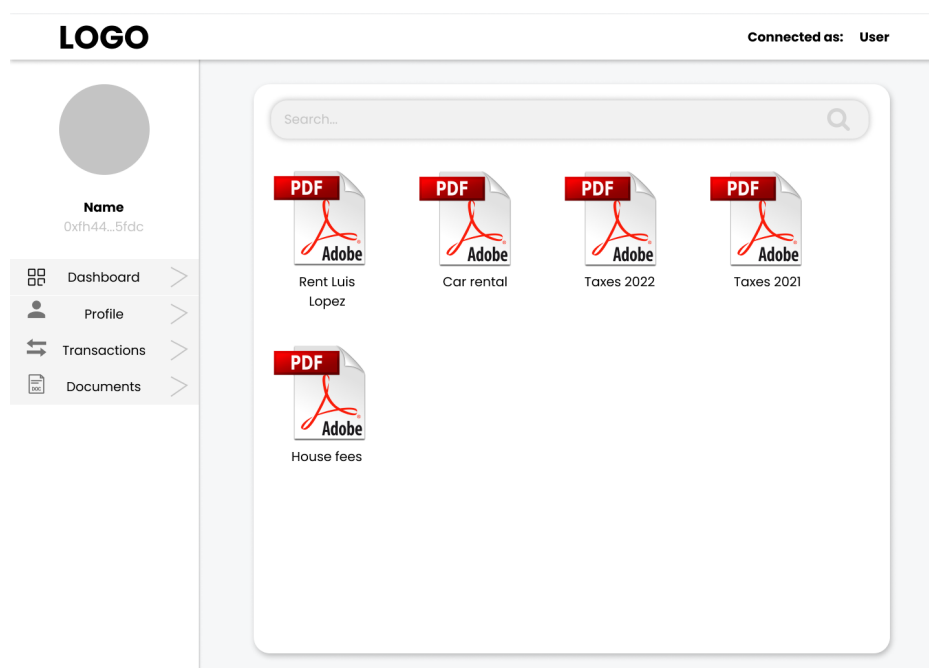 LOGO
Connected as: User
Name
0xfh44...5fdc
Dashboard
Profile
Transactions
DOC
Documents
Search...
PDF
Adobe
Rent Luis
Lopez
PDF
Adobe
Car rental
PDF
Adobe
Taxes 2022
PDF
Adobe
Taxes 2021
PDF
Adobe
House fees